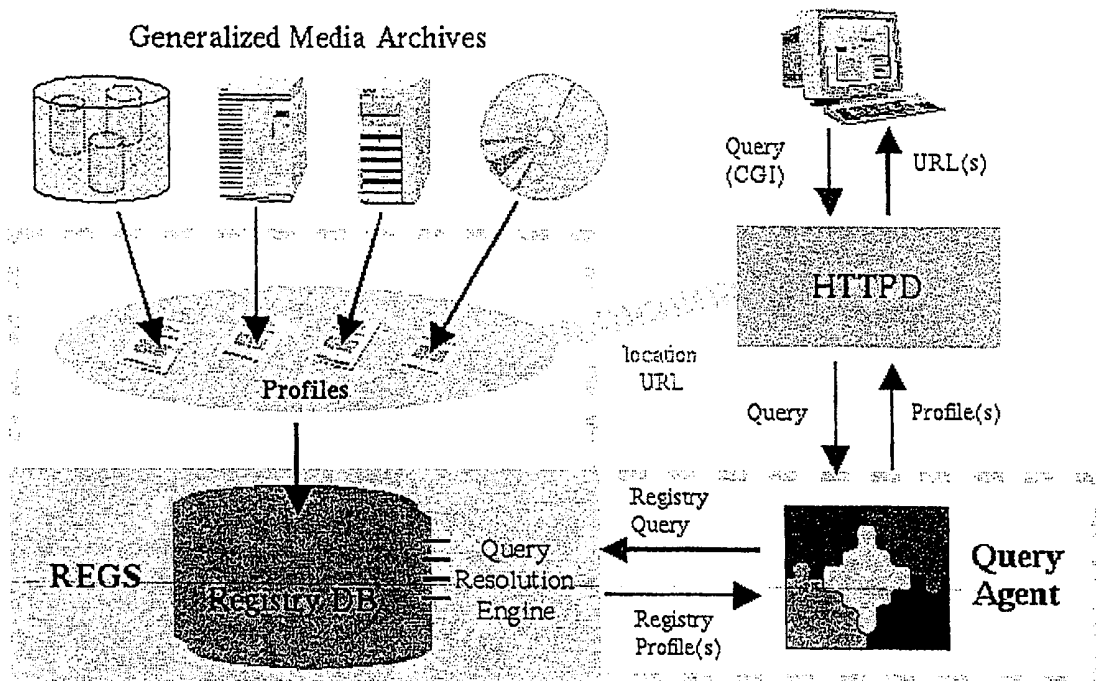 Generalized Media Archives
Query
(CGI)
URL(s)
HTTPD
location
URL
Profiles
Query
Profile(s)
REGS
Registry DB
Query
Resolution
Engine
Registry
Query
Registry
Profile(s)
Query
Agent